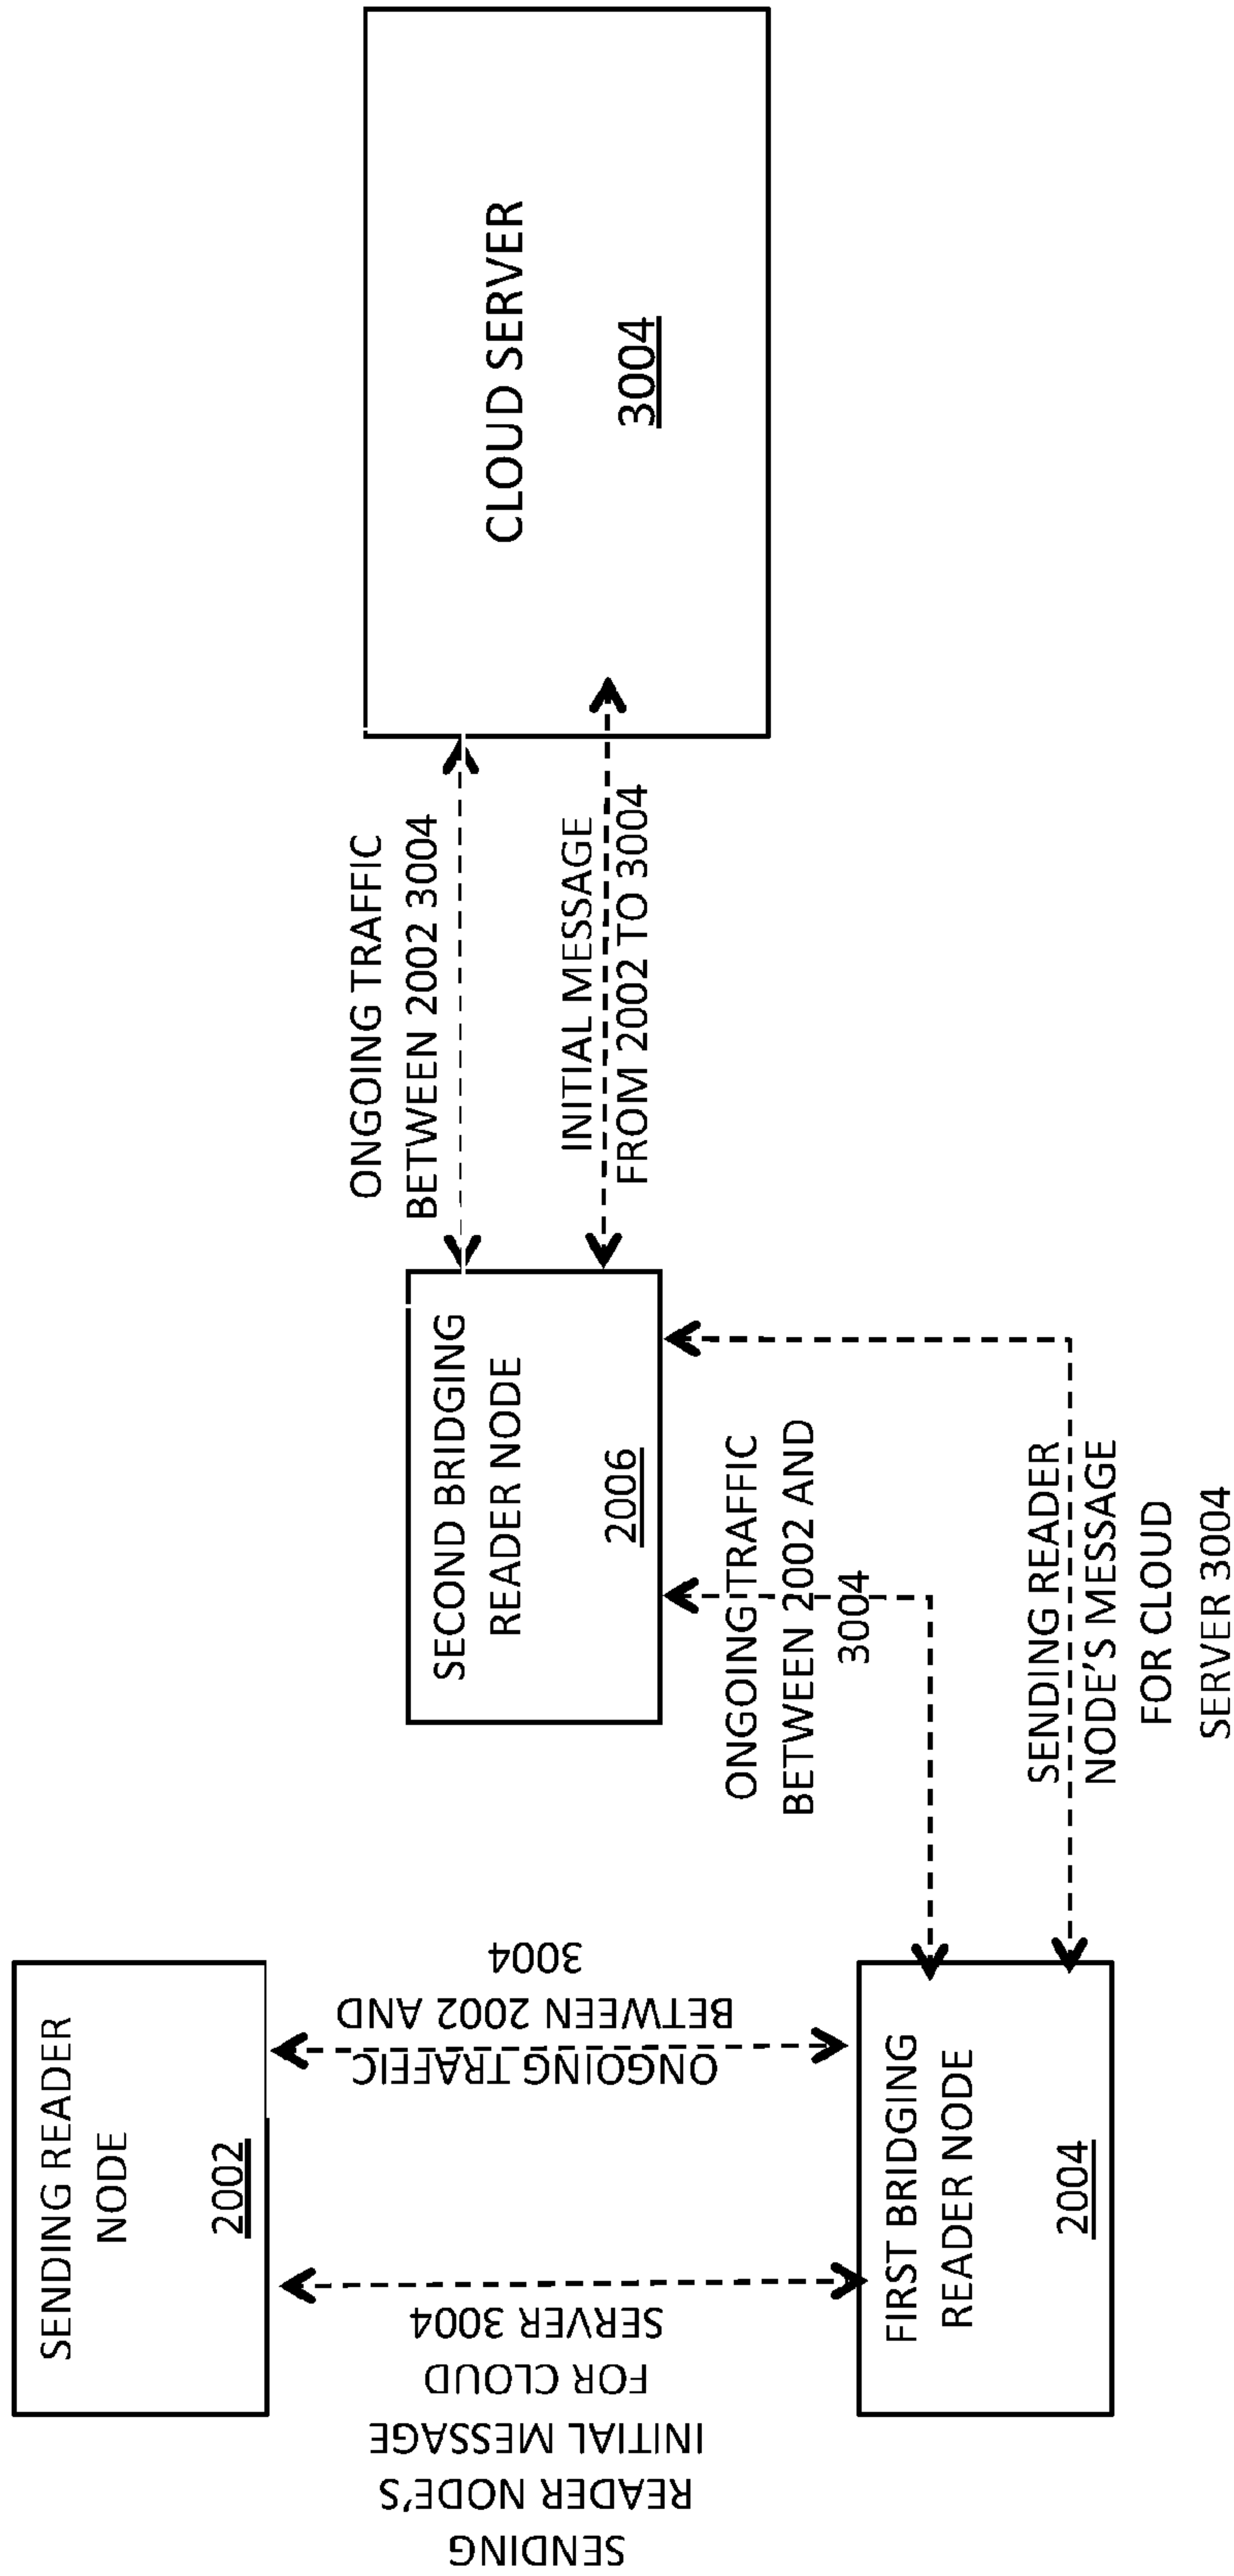 SENDING READER
NODE
2002
SENDING
READER NODE'S
INITIAL MESSAGE
FOR CLOUD
SERVER 3004
ONGOING TRAFFIC
BETWEEN 2002 AND
3004
FIRST BRIDGING
READER NODE
2004
ONGOING TRAFFIC
BETWEEN 2002 AND
3004
SENDING READER
NODE'S MESSAGE
FOR CLOUD
SERVER 3004
SECOND BRIDGING
READER NODE
2006
ONGOING TRAFFIC
BETWEEN 2002 3004
INITIAL MESSAGE
FROM 2002 TO 3004
CLOUD SERVER
3004